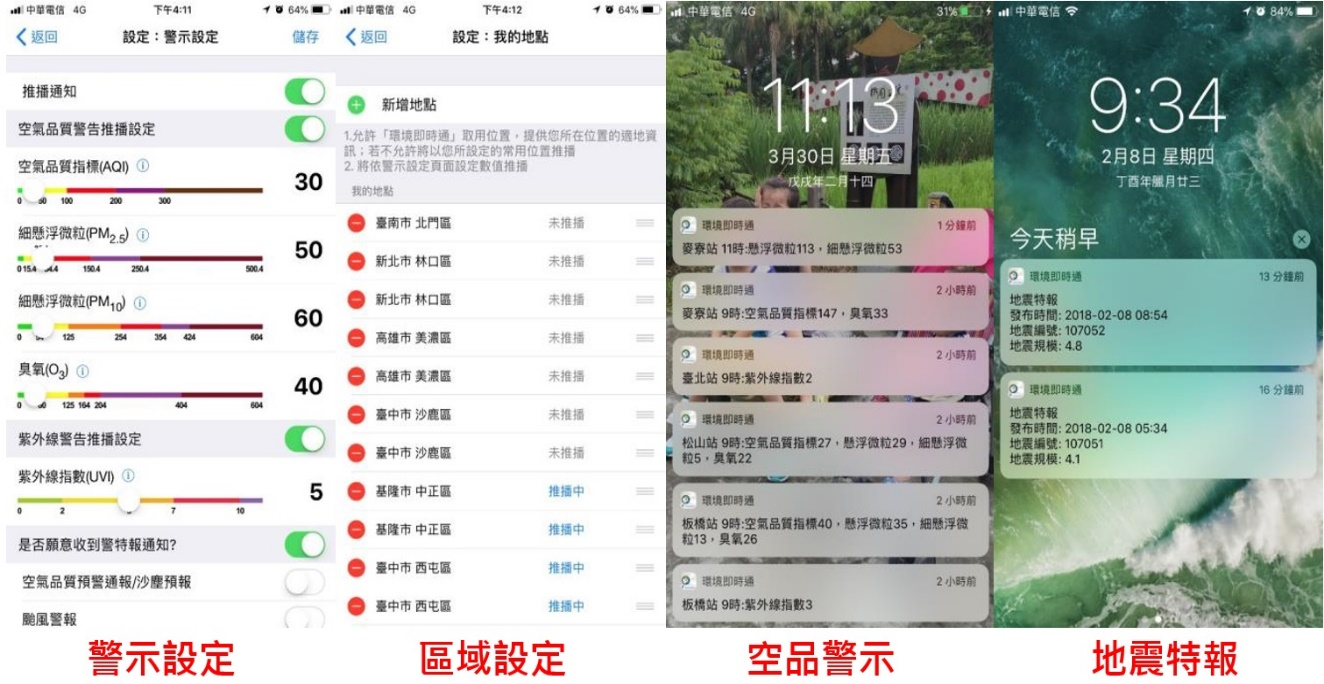 中華電信 4G
下午4:11
64%
返回
設定：警示設定
儲存
推播通知
空氣品質警告推播設定
空氣品質指標(AQI)
30
0 50 100 200 300
細懸浮微粒(PM2.5)
50
0 15.4 54.4 150.4 250.4 500.4
細懸浮微粒(PM10)
60
0 54 125 254 354 424 604
臭氧(O3)
40
0 60 125 164 204 404 604
紫外線警告推播設定
紫外線指數(UVI)
5
0 2 5 7 10
是否願意收到警特報通知?
空氣品質預警通報/沙塵預報
颱風警報
警示設定
中華電信 4G
下午4:12
64%
返回
設定：我的地點
新增地點
1.允許「環境即時通」取用位置，提供您所在位置的適地資
訊；若不允許將以您所設定的常用位置推播
2. 將依警示設定頁面設定數值推播
我的地點
臺南市 北門區 未推播
新北市 林口區 未推播
新北市 林口區 未推播
高雄市 美濃區 未推播
高雄市 美濃區 未推播
臺中市 沙鹿區 未推播
臺中市 沙鹿區 未推播
基隆市 中正區 推播中
基隆市 中正區 推播中
臺中市 西屯區 推播中
臺中市 西屯區 推播中
區域設定
中華電信 4G
31%
11:13
3月30日 星期五
戊戌年二月十四
環境即時通 1 分鐘前
麥寮站 11時:懸浮微粒113，細懸浮微粒53
環境即時通 2 小時前
麥寮站 9時:空氣品質指標147，臭氧33
環境即時通 2 小時前
臺北站 9時:紫外線指數2
環境即時通 2 小時前
松山站 9時:空氣品質指標27，懸浮微粒29，細懸浮微
粒5，臭氧22
環境即時通 2 小時前
板橋站 9時:空氣品質指標40，懸浮微粒35，細懸浮微
粒13，臭氧26
環境即時通 2 小時前
板橋站 9時:紫外線指數3
空品警示
中華電信
84%
9:34
2月8日 星期四
丁酉年臘月廿三
今天稍早
環境即時通 13 分鐘前
地震特報
發布時間: 2018-02-08 08:54
地震編號: 107052
地震規模: 4.8
環境即時通 16 分鐘前
地震特報
發布時間: 2018-02-08 05:34
地震編號: 107051
地震規模: 4.1
地震特報